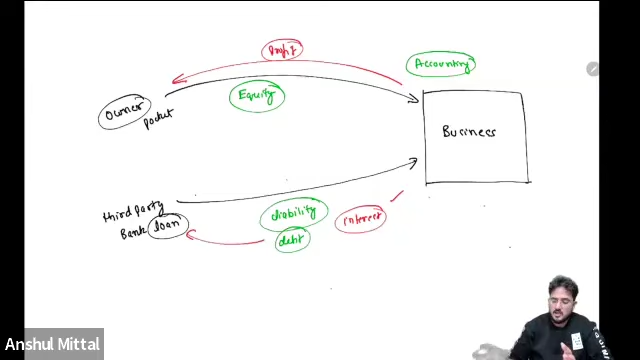 Profit
Accounting
Equity
Owner
Pocket
Business
third Party
Bank loan
liability
debt
interest
Anshul Mittal